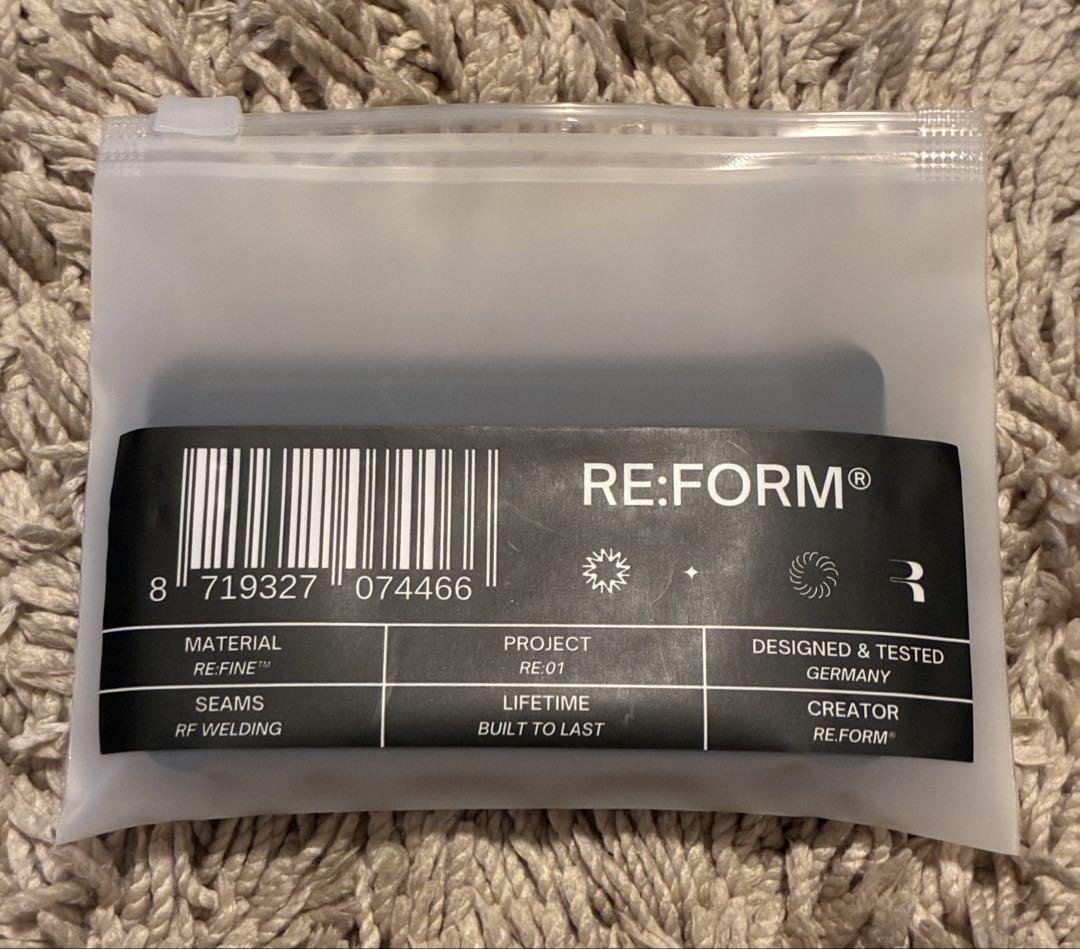 8 719327 074466
RE:FORM®
MATERIAL
RE:FINE™
PROJECT
RE:01
DESIGNED & TESTED
GERMANY
SEAMS
RF WELDING
LIFETIME
BUILT TO LAST
CREATOR
RE.FORM®